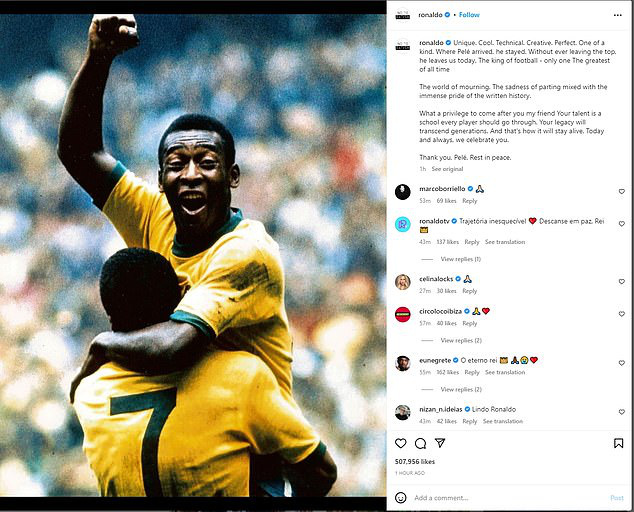 7
ronaldo • Follow
ronaldo Unique. Cool. Technical. Creative. Perfect. One of a
kind. Where Pelé arrived, he stayed. Without ever leaving the top,
he leaves us today. The king of football - only one The greatest
of all time
The world of mourning. The sadness of parting mixed with the
immense pride of the written history.
What a privilege to come after you my friend Your talent is a
school every player should go through. Your legacy will
transcend generations. And that's how it will stay alive. Today
and always, we celebrate you.
Thank you, Pelé. Rest in peace.
1h See original
marcoborriello 🙏
53m 69 likes Reply
ronaldotv Trajetória inesquecível ❤️ Descanse em paz, Rei
👑
43m 137 likes Reply See translation
View replies (1)
celinalocks 🙏
27m 30 likes Reply
circolocoibiza 🙏❤️
57m 40 likes Reply
View replies (2)
eunegrete O eterno rei 👑🙏😢❤️
55m 162 likes Reply See translation
View replies (2)
nizan_n.ideias Lindo Ronaldo
43m 42 likes Reply See translation
507,956 likes
1 HOUR AGO
Add a comment... Post